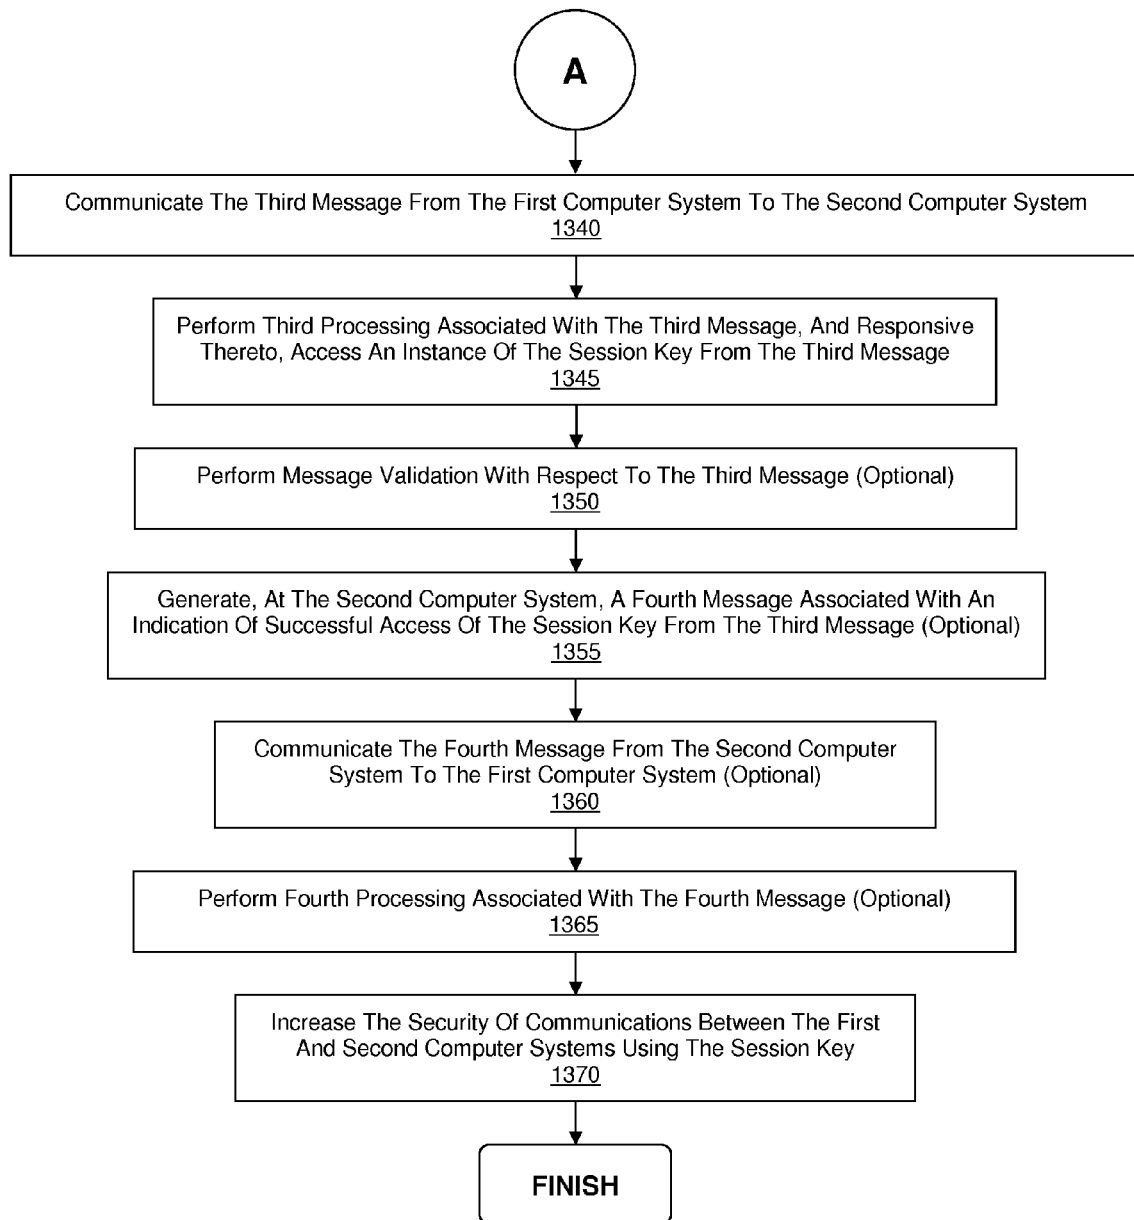 A
Communicate The Third Message From The First Computer System To The Second Computer System
1340
Perform Third Processing Associated With The Third Message, And Responsive
Thereto, Access An Instance Of The Session Key From The Third Message
1345
Perform Message Validation With Respect To The Third Message (Optional)
1350
Generate, At The Second Computer System, A Fourth Message Associated With An
Indication Of Successful Access Of The Session Key From The Third Message (Optional)
1355
Communicate The Fourth Message From The Second Computer
System To The First Computer System (Optional)
1360
Perform Fourth Processing Associated With The Fourth Message (Optional)
1365
Increase The Security Of Communications Between The First
And Second Computer Systems Using The Session Key
1370
FINISH